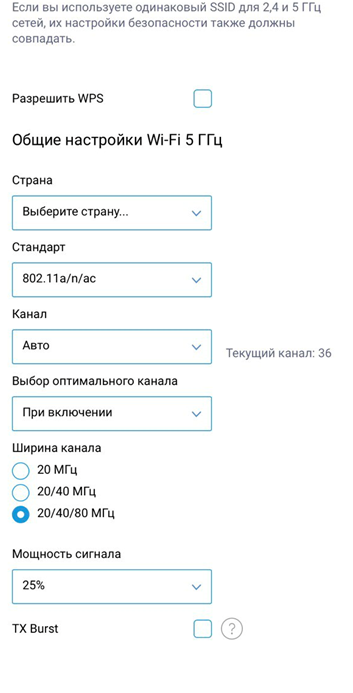 Если вы используете одинаковый SSID для 2,4 и 5 ГГц
сетей, их настройки безопасности также должны
совпадать.
Разрешить WPS
Общие настройки Wi-Fi 5 ГГц
Страна
Выберите страну...
Стандарт
802.11a/n/ac
Канал
Авто
Текущий канал: 36
Выбор оптимального канала
При включении
Ширина канала
20 МГц
20/40 МГц
20/40/80 МГц
Мощность сигнала
25%
TX Burst
?